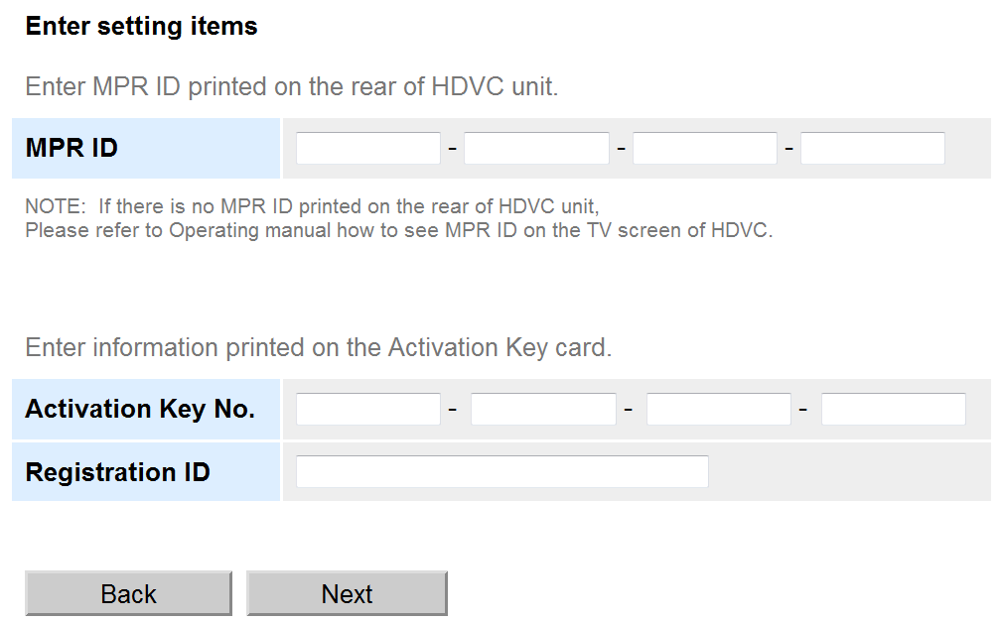 Enter setting items
Enter MPR ID printed on the rear of HDVC unit.
MPR ID - - -
NOTE:  If there is no MPR ID printed on the rear of HDVC unit,
Please refer to Operating manual how to see MPR ID on the TV screen of HDVC.
Enter information printed on the Activation Key card.
Activation Key No. - - -
Registration ID
Back Next